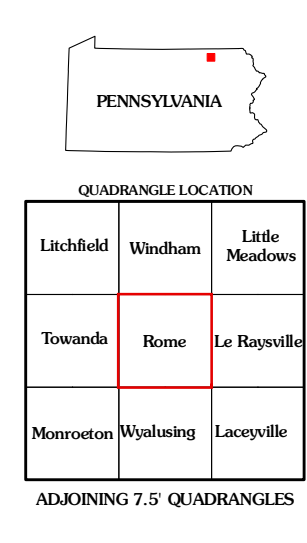 PENNSYLVANIA
QUADRANGLE LOCATION
Litchfield
Windham
Little
Meadows
Towanda
Rome
Le Raysville
Monroeton
Wyalusing
Laceyville
ADJOINING 7.5' QUADRANGLES